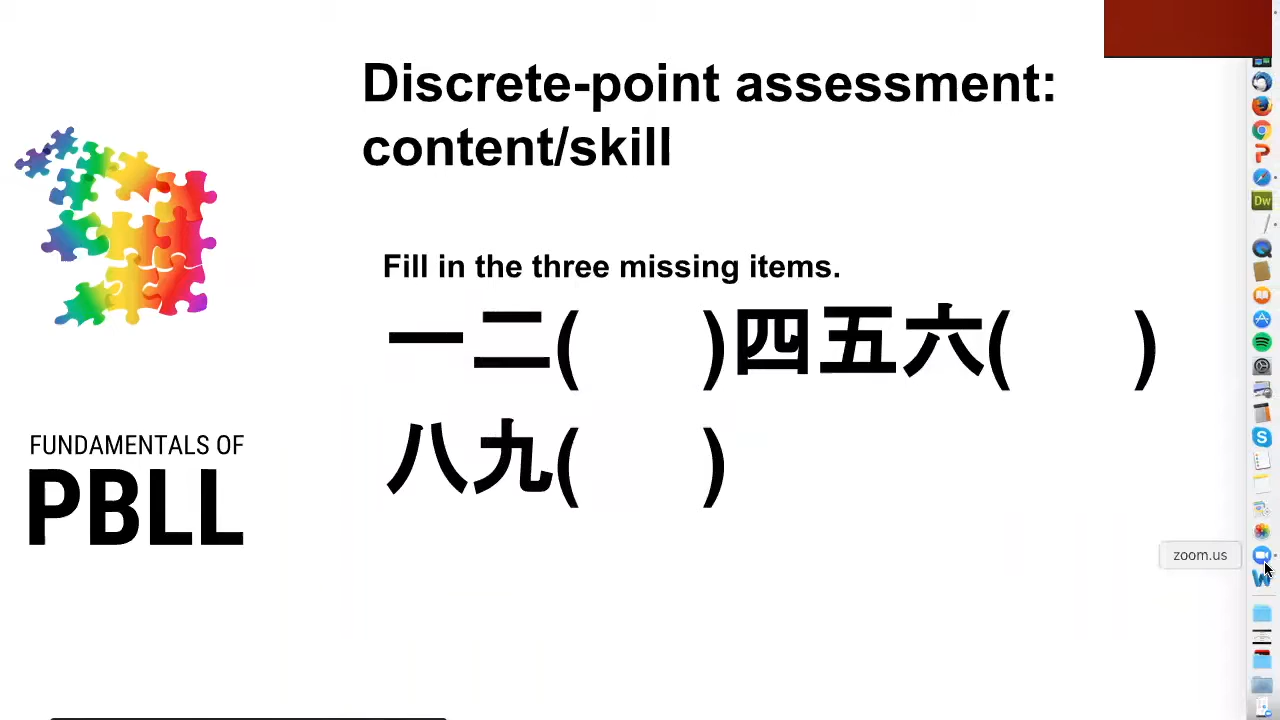 Discrete-point assessment:
content/skill
Fill in the three missing items.
一二( )四五六( )
八九( )
FUNDAMENTALS OF
PBLL
zoom.us
Dw